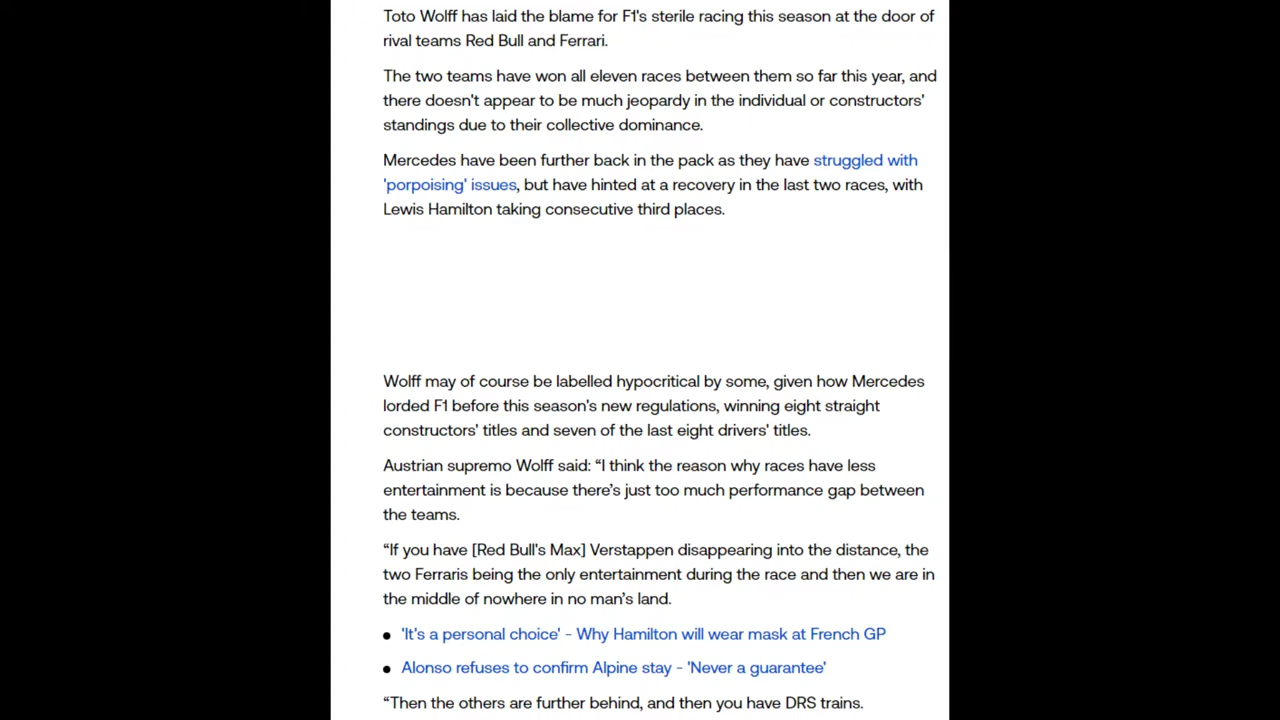 Toto Wolff has laid the blame for F1's sterile racing this season at the door of
rival teams Red Bull and Ferrari.
The two teams have won all eleven races between them so far this year, and
there doesn't appear to be much jeopardy in the individual or constructors'
standings due to their collective dominance.
Mercedes have been further back in the pack as they have struggled with
'porpoising' issues, but have hinted at a recovery in the last two races, with
Lewis Hamilton taking consecutive third places.
Wolff may of course be labelled hypocritical by some, given how Mercedes
lorded F1 before this season's new regulations, winning eight straight
constructors' titles and seven of the last eight drivers' titles.
Austrian supremo Wolff said: “I think the reason why races have less
entertainment is because there’s just too much performance gap between
the teams.
“If you have [Red Bull's Max] Verstappen disappearing into the distance, the
two Ferraris being the only entertainment during the race and then we are in
the middle of nowhere in no man’s land.
● 'It's a personal choice' - Why Hamilton will wear mask at French GP
● Alonso refuses to confirm Alpine stay - 'Never a guarantee'
“Then the others are further behind, and then you have DRS trains.